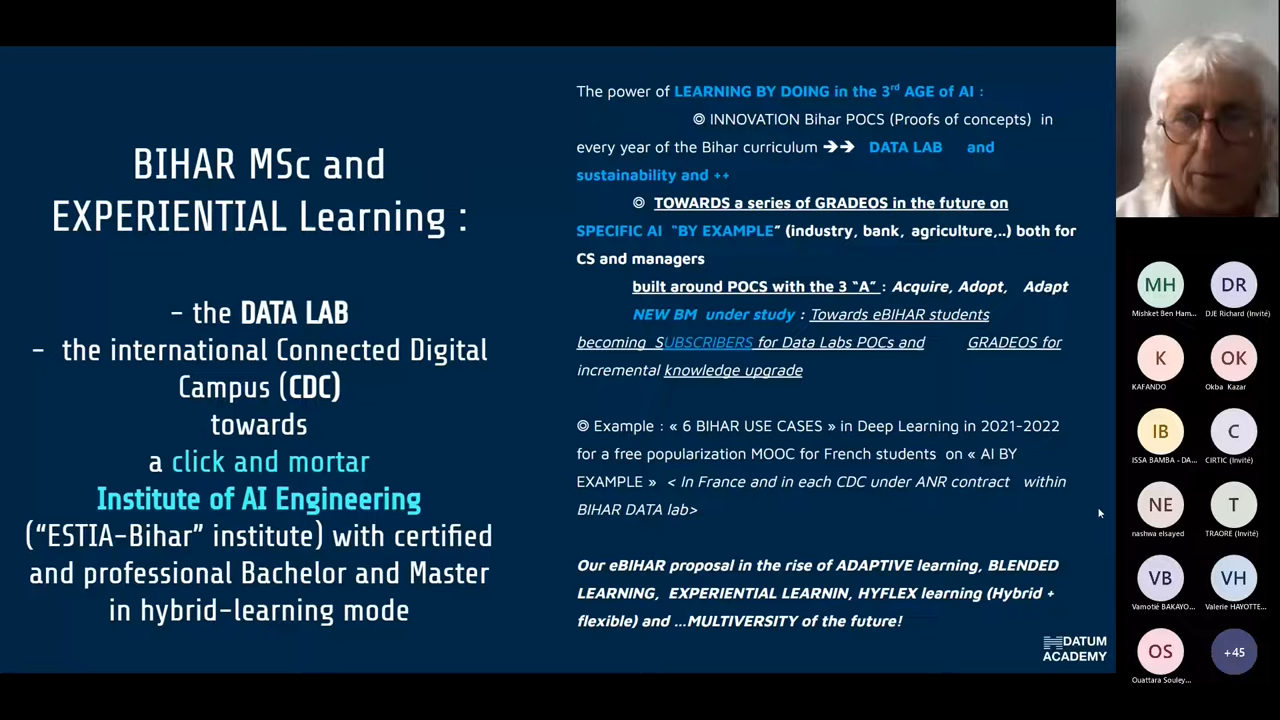 BIHAR MSc and
EXPERIENTIAL Learning :
- the DATA LAB
- the international Connected Digital
Campus (CDC)
towards
a click and mortar
Institute of AI Engineering
("ESTIA-Bihar" institute) with certified
and professional Bachelor and Master
in hybrid-learning mode
The power of LEARNING BY DOING in the 3rd AGE of AI :
◎ INNOVATION Bihar POCS (Proofs of concepts) in
every year of the Bihar curriculum ➔➔ DATA LAB and
sustainability and ++
◎ TOWARDS a series of GRADEOS in the future on
SPECIFIC AI "BY EXAMPLE" (industry, bank, agriculture,..) both for
CS and managers
built around POCS with the 3 "A" : Acquire, Adopt, Adapt
NEW BM under study : Towards eBIHAR students
becoming SUBSCRIBERS for Data Labs POCs and GRADEOS for
incremental knowledge upgrade
◎ Example : « 6 BIHAR USE CASES » in Deep Learning in 2021-2022
for a free popularization MOOC for French students on « AI BY
EXAMPLE » < In France and in each CDC under ANR contract within
BIHAR DATA lab>
Our eBIHAR proposal in the rise of ADAPTIVE learning, BLENDED
LEARNING, EXPERIENTIAL LEARNIN, HYFLEX learning (Hybrid +
flexible) and ...MULTIVERSITY of the future!
DATUM
ACADEMY
MH DR
Mishket Ben Ham... DJE Richard (Invité)
K OK
KAFANDO Okba Kazar
IB C
ISSA BAMBA - DA... CIRTIC (Invité)
NE T
nashwa elsayed TRAORE (Invité)
VB VH
Vamotié BAKAYO... Valerie HAYOTTE...
OS +45
Ouattara Souley...